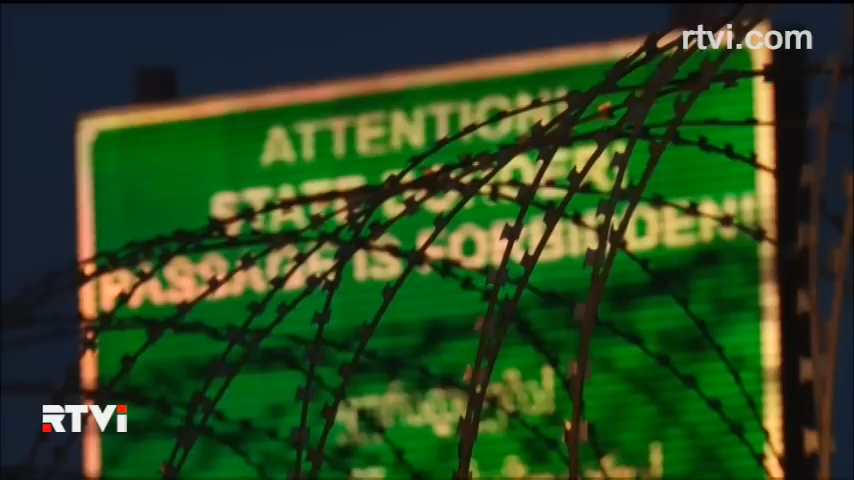 rtvi.com
ATTENTION!
STATE BORDER!
PASSAGE IS FORBIDDEN!
RTVi